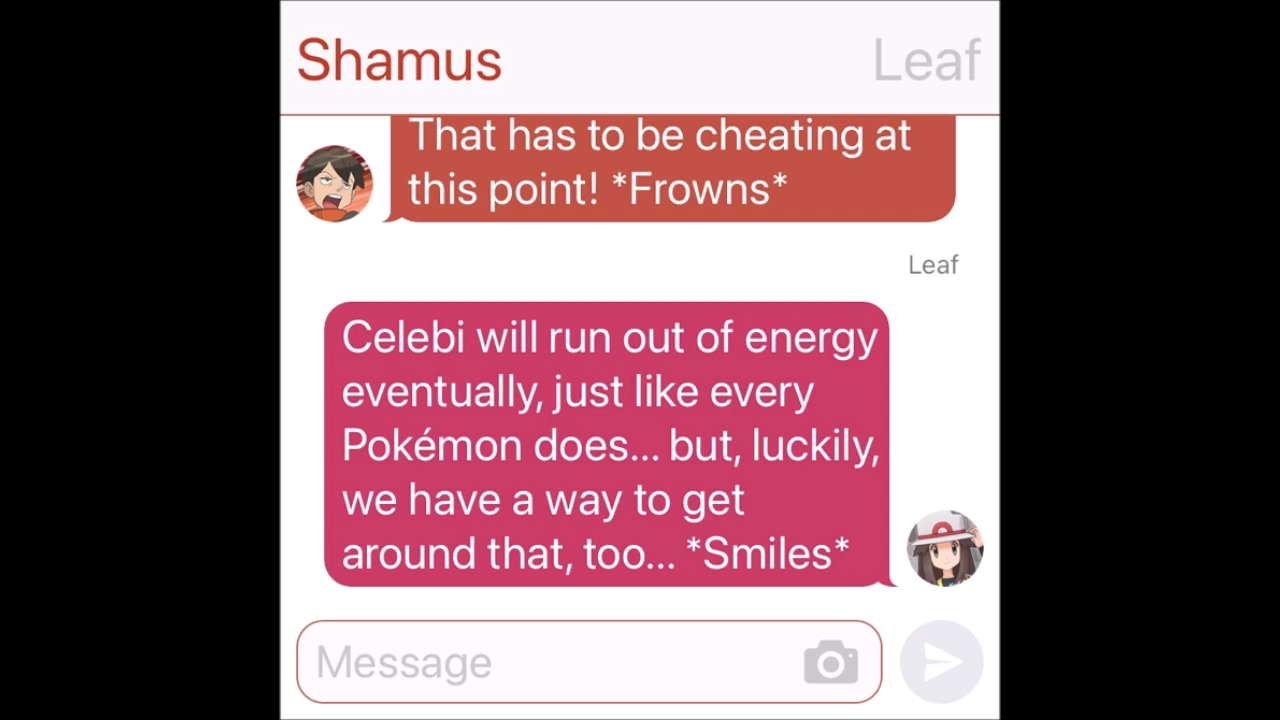 Shamus
Leaf
That has to be cheating at
this point! *Frowns*
Leaf
Celebi will run out of energy
eventually, just like every
Pokémon does... but, luckily,
we have a way to get
around that, too... *Smiles*
Message